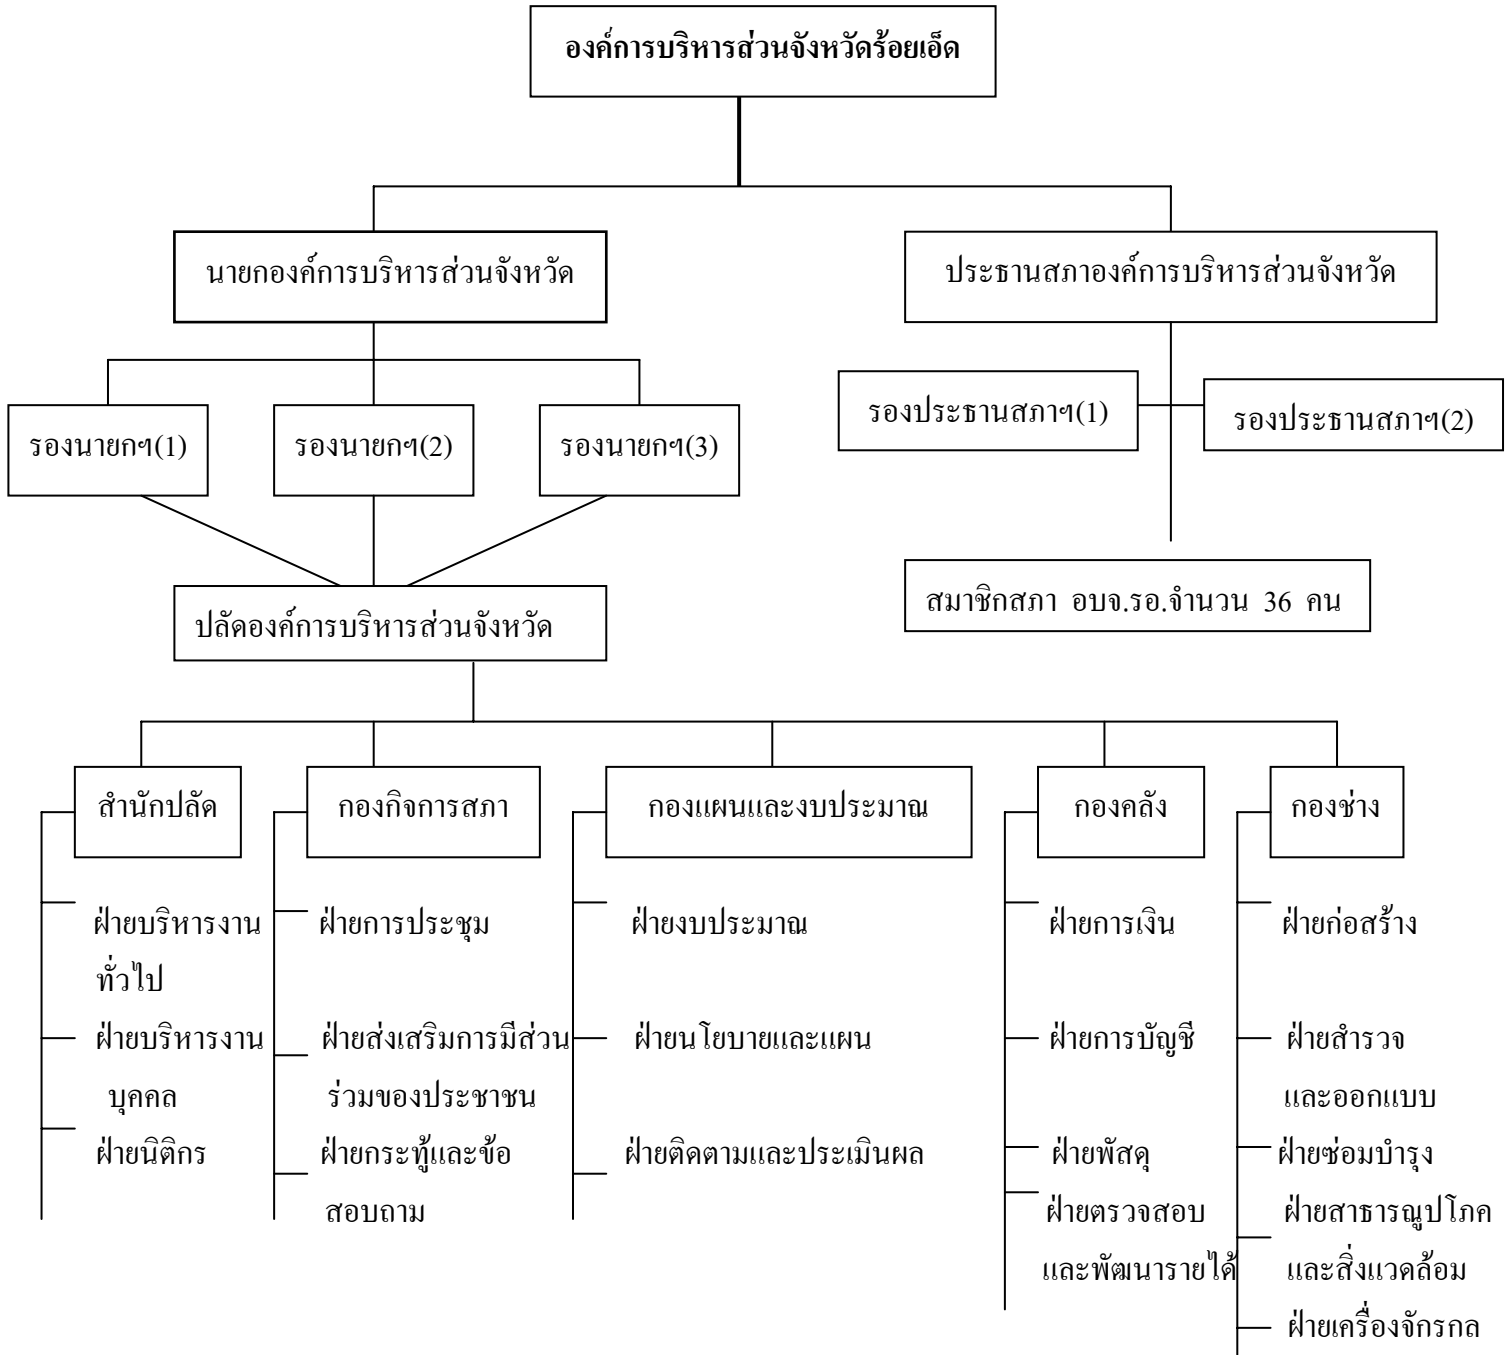 องค์การบริหารส่วนจังหวัดร้อยเอ็ด
นายกองค์การบริหารส่วนจังหวัด
ประธานสภาองค์การบริหารส่วนจังหวัด
รองนายกฯ(1)
รองนายกฯ(2)
รองนายกฯ(3)
รองประธานสภาฯ(1)
รองประธานสภาฯ(2)
ปลัดองค์การบริหารส่วนจังหวัด
สมาชิกสภา อบจ.รอ.จำนวน 36 คน
สำนักปลัด
ฝ่ายบริหารงาน
ทั่วไป
ฝ่ายบริหารงาน
บุคคล
ฝ่ายนิติกร
กองกิจการสภา
ฝ่ายการประชุม
ฝ่ายส่งเสริมการมีส่วน
ร่วมของประชาชน
ฝ่ายกระทู้และข้อ
สอบถาม
กองแผนและงบประมาณ
ฝ่ายงบประมาณ
ฝ่ายนโยบายและแผน
ฝ่ายติดตามและประเมินผล
กองคลัง
ฝ่ายการเงิน
ฝ่ายการบัญชี
ฝ่ายพัสดุ
ฝ่ายตรวจสอบ
และพัฒนารายได้
กองช่าง
ฝ่ายก่อสร้าง
ฝ่ายสำรวจ
และออกแบบ
ฝ่ายซ่อมบำรุง
ฝ่ายสาธารณูปโภค
และสิ่งแวดล้อม
ฝ่ายเครื่องจักรกล